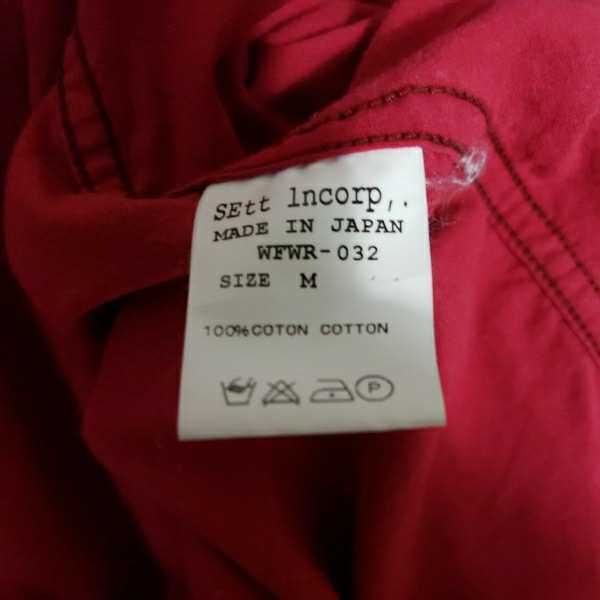 SEtt lncorp,.
MADE IN JAPAN
WFWR-032
SIZE M
100%COTON COTTON
P